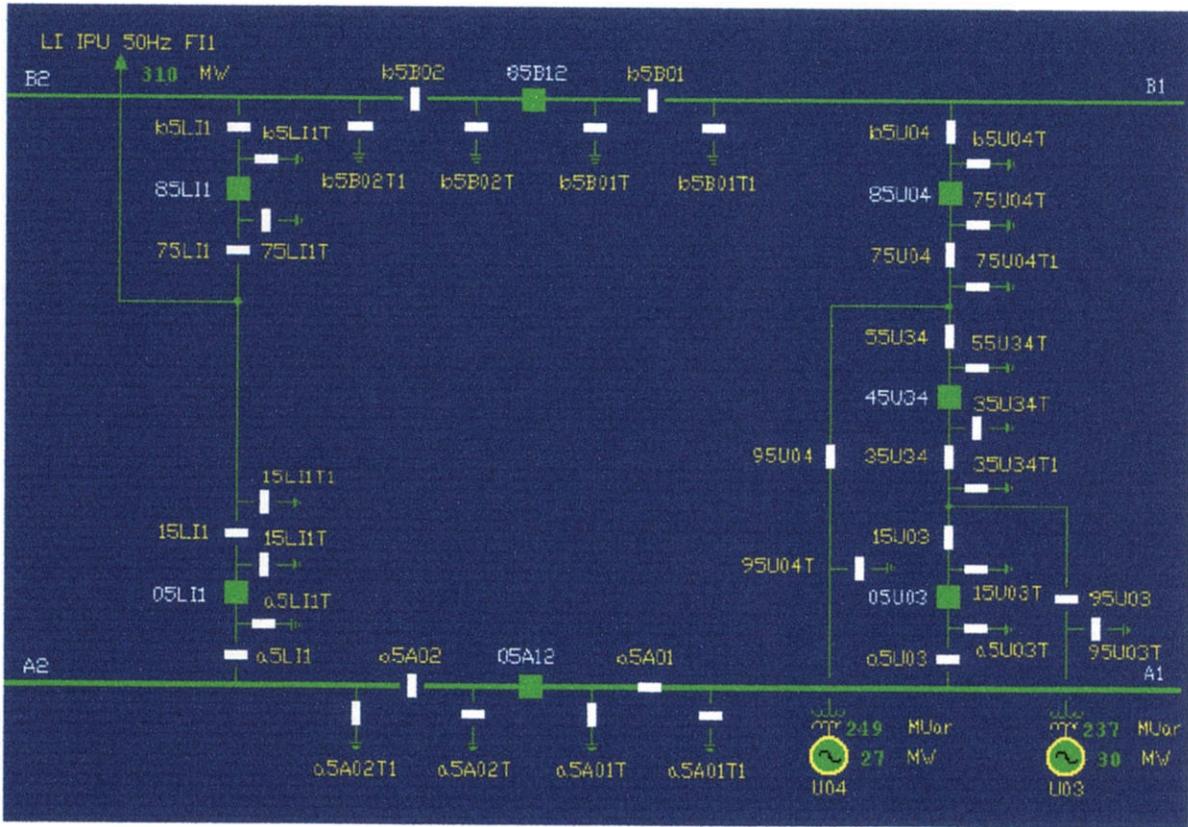 LI IPU 50Hz FI1
310 MW
B2
b5B02
85B12
b5B01
B1
b5LI1
b5LI1T
b5U04
b5U04T
b5B02T1
b5B02T
b5B01T
b5B01T1
85LI1
85U04
75U04T
75LI1
75LI1T
75U04
75U04T1
55U34
55U34T
45U34
35U34T
95U04
35U34
35U34T1
15LI1T1
15LI1
15LI1T
15U03
95U04T
05LI1
a5LI1T
05U03
15U03T
95U03
a5LI1
a5U03
a5U03T
95U03T
A2
a5A02
05A12
a5A01
A1
a5A02T1
a5A02T
a5A01T
a5A01T1
249 MUar
27 MW
U04
237 MUar
30 MW
U03